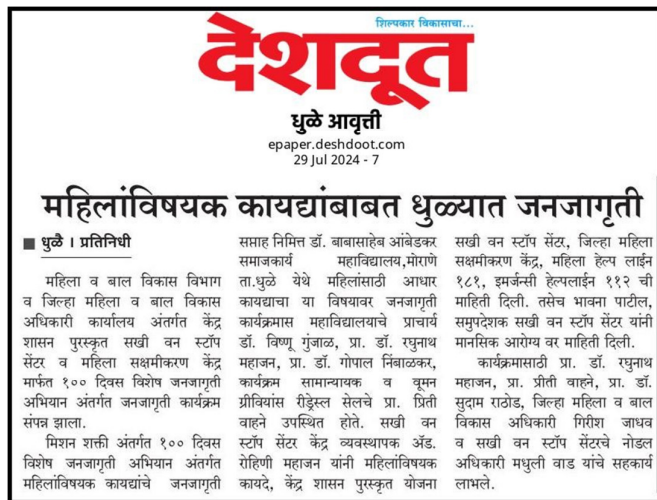 शिल्पकार विकासाचा...
देशदूत
धुळे आवृत्ती
epaper.deshdoot.com
29 Jul 2024 - 7
महिलांविषयक कायद्यांबाबत धुळ्यात जनजागृती
■ धुळै । प्रतिनिधी
महिला व बाल विकास विभाग
व जिल्हा महिला व बाल विकास
अधिकारी कार्यालय अंतर्गत केंद्र
शासन पुरस्कृत सखी वन स्टॉप
सेंटर व महिला सक्षमीकरण केंद्र
मार्फत १०० दिवस विशेष जनजागृती
अभियान अंतर्गत जनजागृती कार्यक्रम
संपन्न झाला.
मिशन शक्ती अंतर्गत १०० दिवस
विशेष जनजागृती अभियान अंतर्गत
महिलांविषयक कायद्यांचे जनजागृती
सप्ताह निमित्त डॉ. बाबासाहेब आंबेडकर
समाजकार्य महाविद्यालय,मोराणे
ता.धुळे येथे महिलांसाठी आधार
कायद्याचा या विषयावर जनजागृती
कार्यक्रमास महाविद्यालयाचे प्राचार्य
डॉ. विष्णू गुंजाळ, प्रा. डॉ. रघुनाथ
महाजन, प्रा. डॉ. गोपाल निंबाळकर,
कार्यक्रम सामान्यायक व वूमन
ग्रीवियांस रीड्रेस्ल सेलचे प्रा. प्रिती
वाहने उपस्थित होते. सखी वन
स्टॉप सेंटर केंद्र व्यवस्थापक ॲड.
रोहिणी महाजन यांनी महिलांविषयक
कायदे, केंद्र शासन पुरस्कृत योजना
सखी वन स्टॉप सेंटर, जिल्हा महिला
सक्षमीकरण केंद्र, महिला हेल्प लाईन
१८१, इमर्जन्सी हेल्पलाईन ११२ ची
माहिती दिली. तसेच भावना पाटील,
समुपदेशक सखी वन स्टॉप सेंटर यांनी
मानसिक आरोग्य वर माहिती दिली.
कार्यक्रमासाठी प्रा. डॉ. रघुनाथ
महाजन, प्रा. प्रीती वाहने, प्रा. डॉ.
सुदाम राठोड, जिल्हा महिला व बाल
विकास अधिकारी गिरीश जाधव
व सखी वन स्टॉप सेंटरचे नोडल
अधिकारी मधुली वाड यांचे सहकार्य
लाभले.